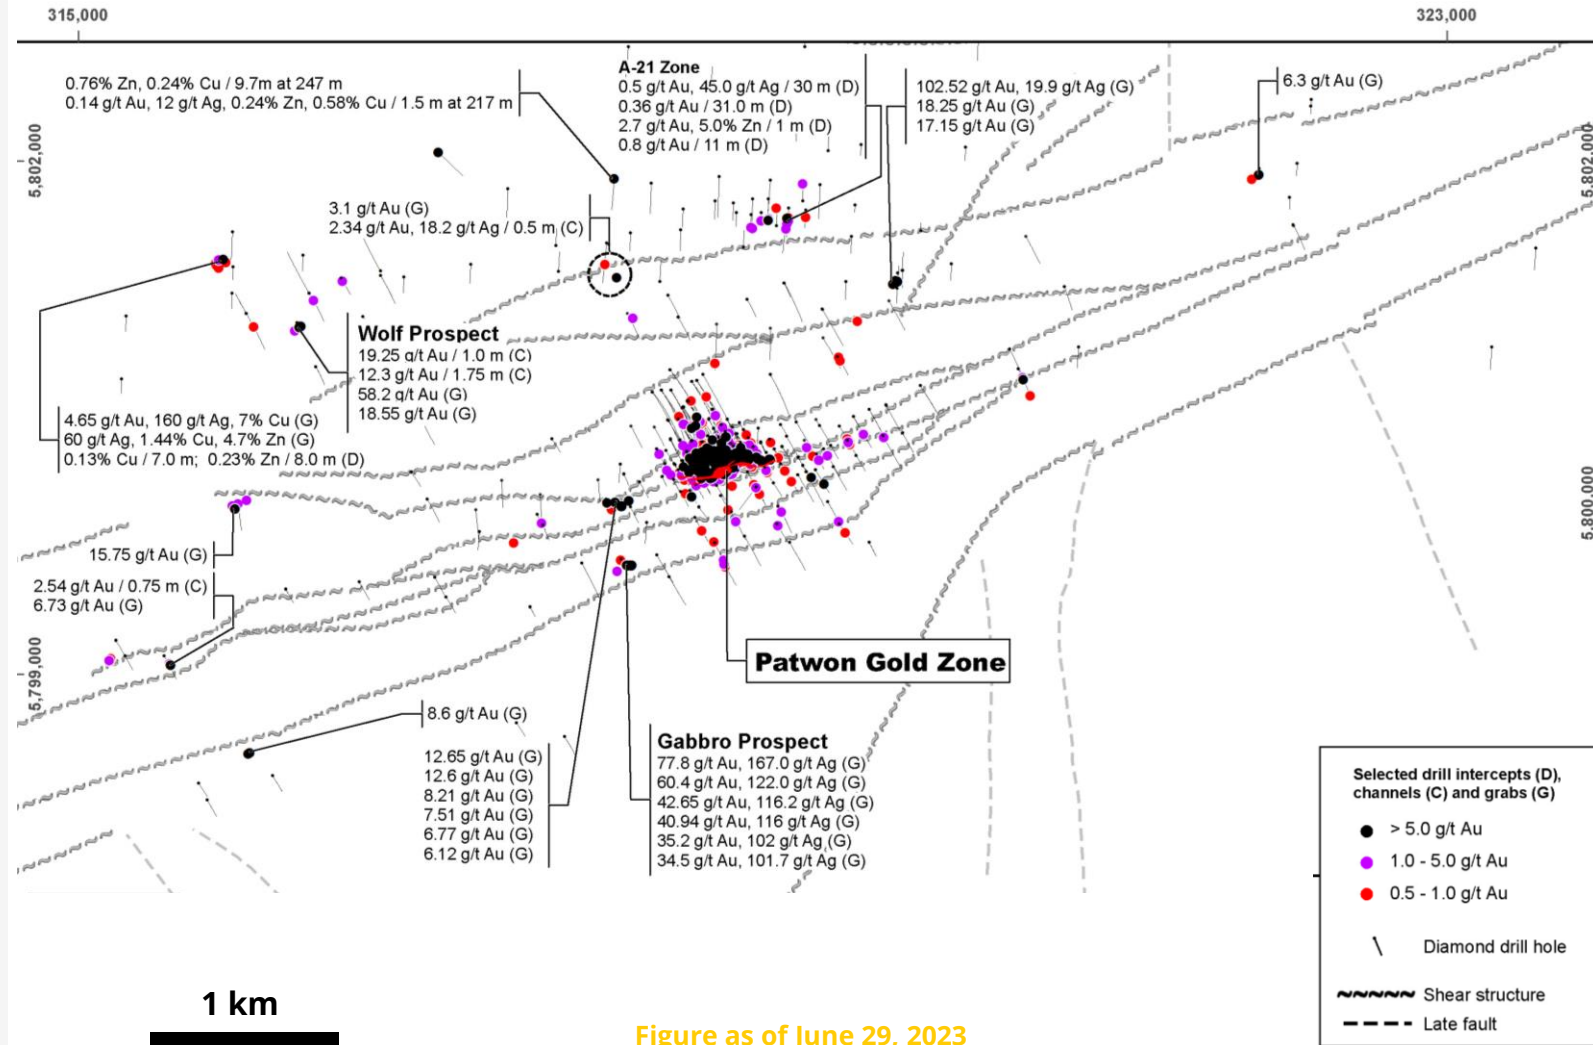 315,000
323,000
0.76% Zn, 0.24% Cu / 9.7m at 247 m
0.14 g/t Au, 12 g/t Ag, 0.24% Zn, 0.58% Cu / 1.5 m at 217 m
A-21 Zone
0.5 g/t Au, 45.0 g/t Ag / 30 m (D)
0.36 g/t Au / 31.0 m (D)
2.7 g/t Au, 5.0% Zn / 1 m (D)
0.8 g/t Au / 11 m (D)
102.52 g/t Au, 19.9 g/t Ag (G)
18.25 g/t Au (G)
17.15 g/t Au (G)
6.3 g/t Au (G)
5,802,000
5,802,000
3.1 g/t Au (G)
2.34 g/t Au, 18.2 g/t Ag / 0.5 m (C)
Wolf Prospect
19.25 g/t Au / 1.0 m (C)
12.3 g/t Au / 1.75 m (C)
58.2 g/t Au (G)
18.55 g/t Au (G)
4.65 g/t Au, 160 g/t Ag, 7% Cu (G)
60 g/t Ag, 1.44% Cu, 4.7% Zn (G)
0.13% Cu / 7.0 m; 0.23% Zn / 8.0 m (D)
5,800,000
15.75 g/t Au (G)
2.54 g/t Au / 0.75 m (C)
6.73 g/t Au (G)
5,799,000
Patwon Gold Zone
8.6 g/t Au (G)
12.65 g/t Au (G)
12.6 g/t Au (G)
8.21 g/t Au (G)
7.51 g/t Au (G)
6.77 g/t Au (G)
6.12 g/t Au (G)
Gabbro Prospect
77.8 g/t Au, 167.0 g/t Ag (G)
60.4 g/t Au, 122.0 g/t Ag (G)
42.65 g/t Au, 116.2 g/t Ag (G)
40.94 g/t Au, 116 g/t Ag (G)
35.2 g/t Au, 102 g/t Ag (G)
34.5 g/t Au, 101.7 g/t Ag (G)
Selected drill intercepts (D),
channels (C) and grabs (G)
> 5.0 g/t Au
1.0 - 5.0 g/t Au
0.5 - 1.0 g/t Au
Diamond drill hole
Shear structure
Late fault
1 km
Figure as of June 29, 2023